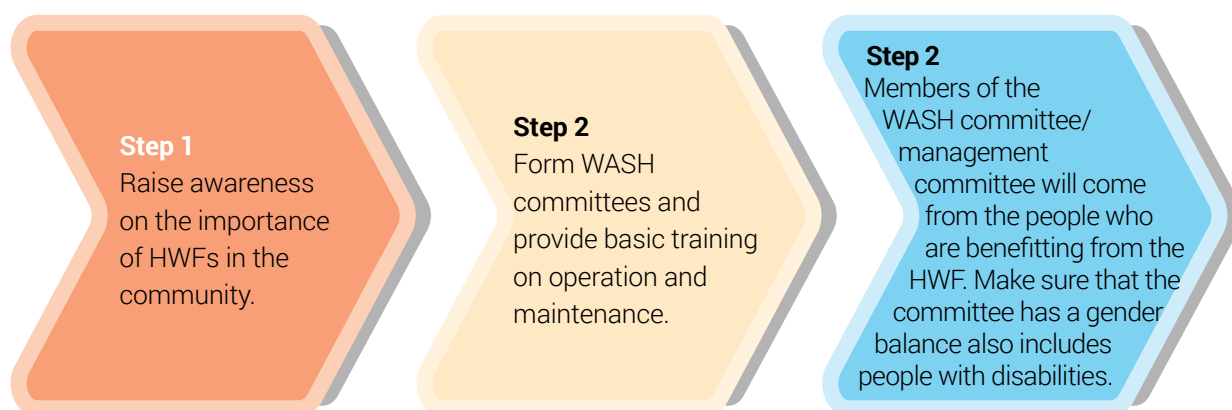 Step 1
Raise awareness
on the importance
of HWFs in the
community.
Step 2
Form WASH
committees and
provide basic training
on operation and
maintenance.
Step 2
Members of the
WASH committee/
management
committee will come
from the people who
are benefitting from the
HWF. Make sure that the
committee has a gender
balance also includes
people with disabilities.